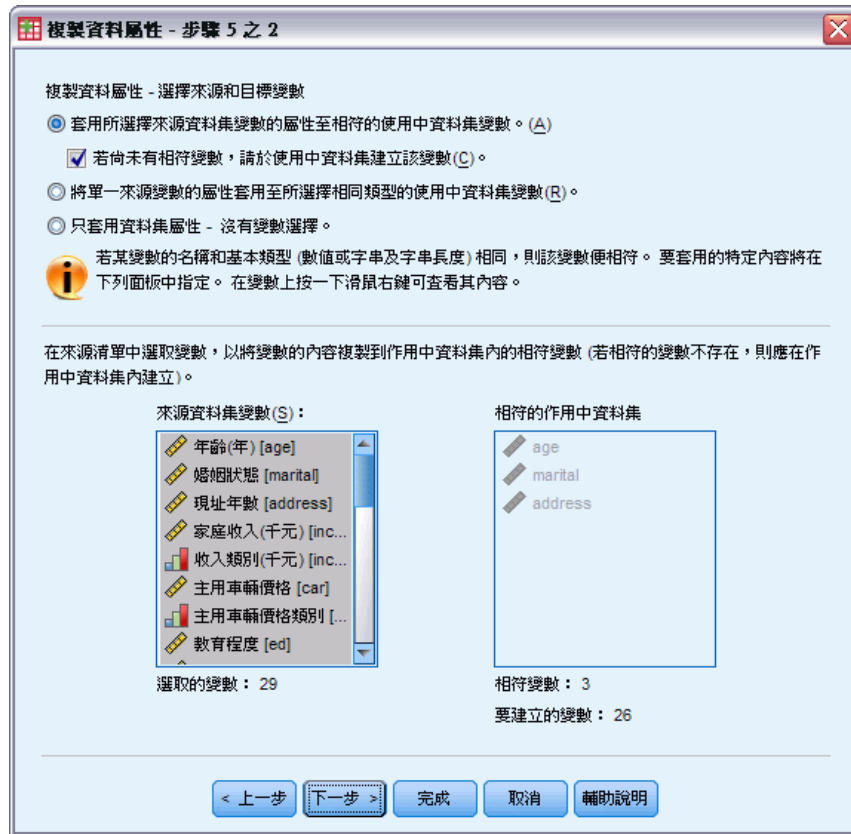 複製資料屬性 - 步驟 5 之 2
複製資料屬性 - 選擇來源和目標變數
套用所選擇來源資料集變數的屬性至相符的使用中資料集變數。(A)
若尚未有相符變數，請於使用中資料集建立該變數(C)。
將單一來源變數的屬性套用至所選擇相同類型的使用中資料集變數(R)。
只套用資料集屬性 - 沒有變數選擇。
若某變數的名稱和基本類型 (數值或字串及字串長度) 相同，則該變數便相符。 要套用的特定內容將在
下列面板中指定。 在變數上按一下滑鼠右鍵可查看其內容。
在來源清單中選取變數，以將變數的內容複製到作用中資料集內的相符變數 (若相符的變數不存在，則應在作
用中資料集內建立)。
來源資料集變數(S)：
年齡(年) [age]
婚姻狀態 [marital]
現址年數 [address]
家庭收入(千元) [inc...
收入類別(千元) [inc...
主用車輛價格 [car]
主用車輛價格類別 [...
教育程度 [ed]
選取的變數： 29
相符的作用中資料集
age
marital
address
相符變數： 3
要建立的變數： 26
< 上一步
下一步 >
完成
取消
輔助說明